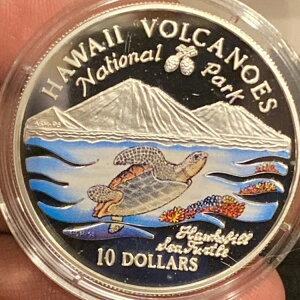 HAWAII VOLCANOES
National Park
Hawksbill
Sea Turtle
10 DOLLARS